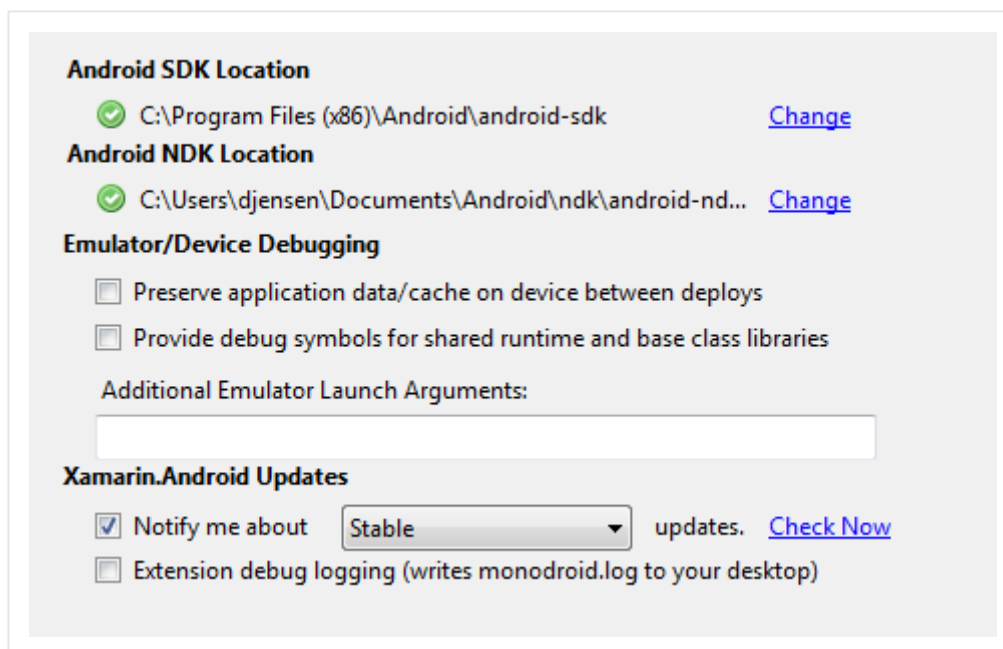 Android SDK Location
C:\Program Files (x86)\Android\android-sdk Change
Android NDK Location
C:\Users\djensen\Documents\Android\ndk\android-nd... Change
Emulator/Device Debugging
Preserve application data/cache on device between deploys
Provide debug symbols for shared runtime and base class libraries
Additional Emulator Launch Arguments:
Xamarin.Android Updates
Notify me about Stable updates. Check Now
Extension debug logging (writes monodroid.log to your desktop)